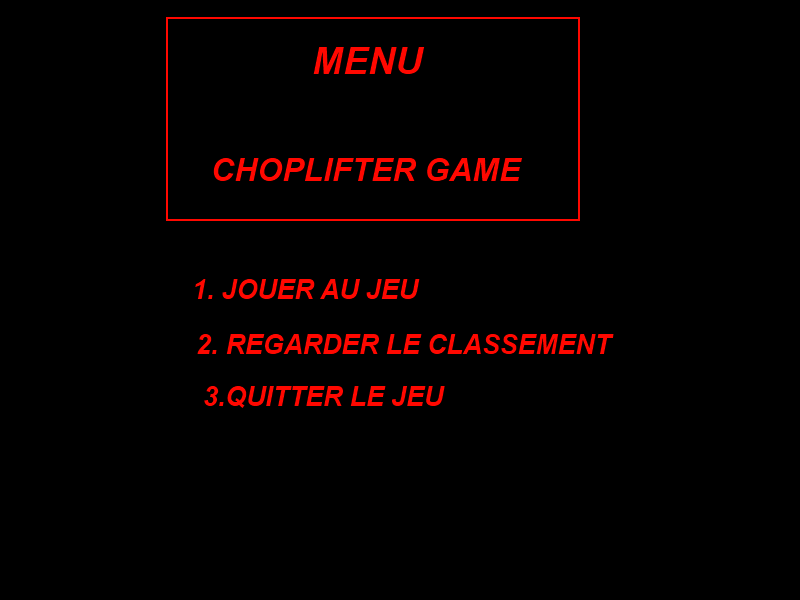 MENU
CHOPLIFTER GAME
1. JOUER AU JEU
2. REGARDER LE CLASSEMENT
3.QUITTER LE JEU